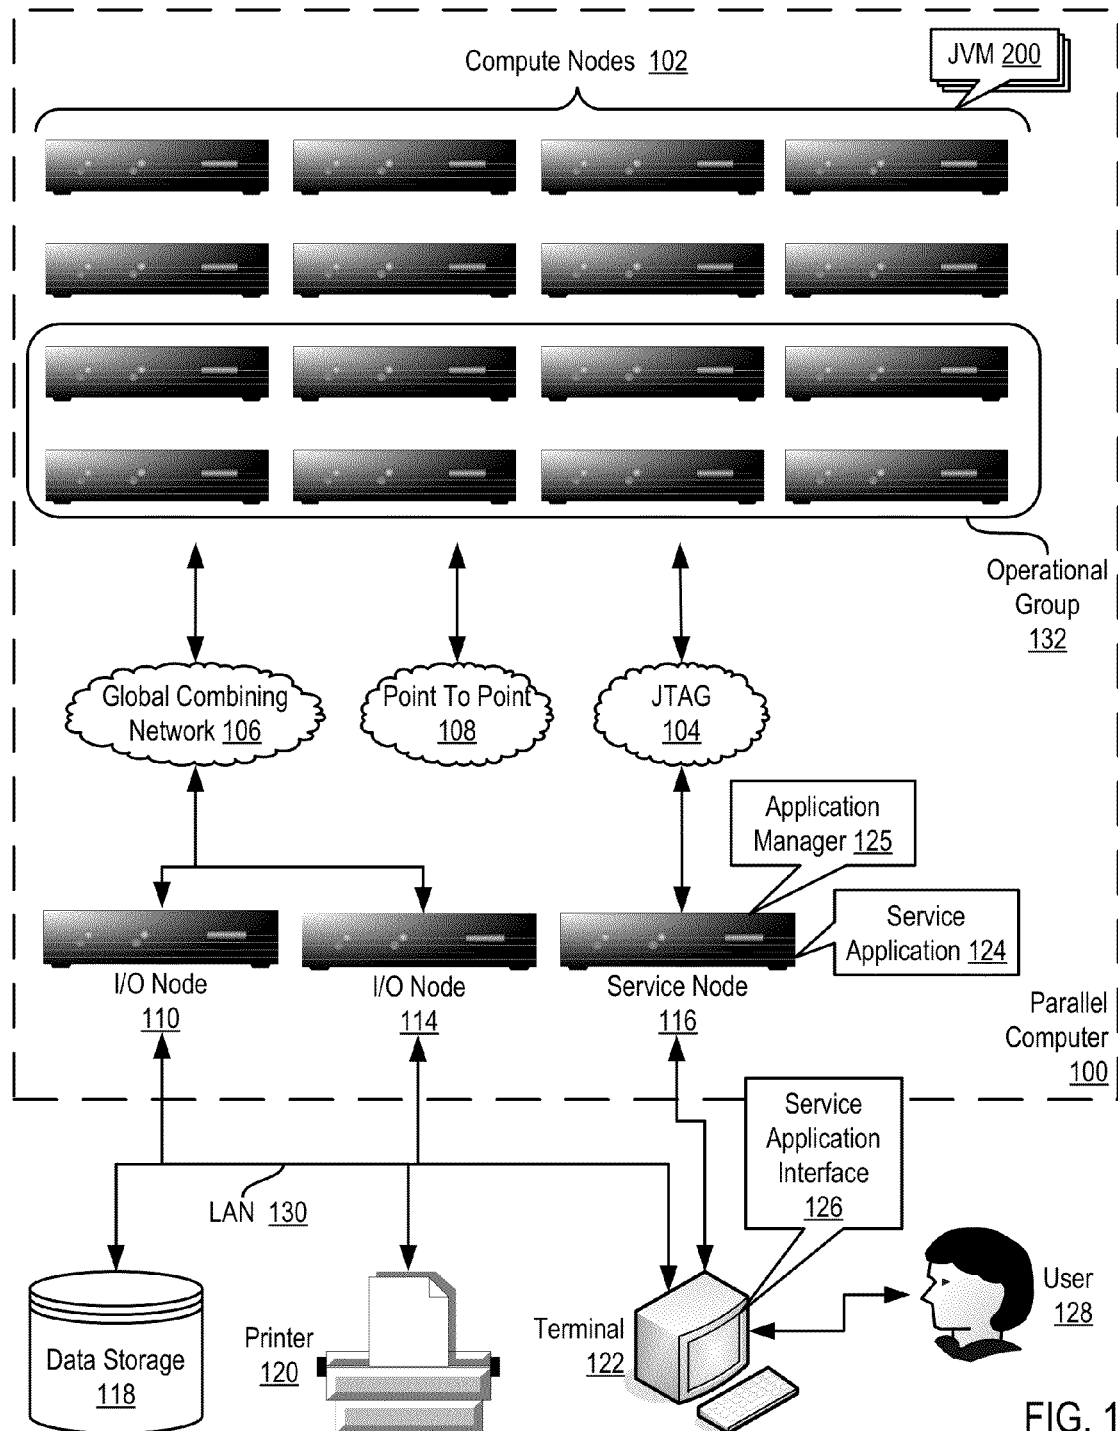 Compute Nodes 102
JVM 200
Operational
Group
132
Global Combining
Network 106
Point To Point
108
JTAG
104
Application
Manager 125
Service
Application 124
I/O Node
110
I/O Node
114
Service Node
116
Parallel
Computer
100
Service
Application
Interface
126
LAN 130
Data Storage
118
Printer
120
Terminal
122
User
128
FIG. 1